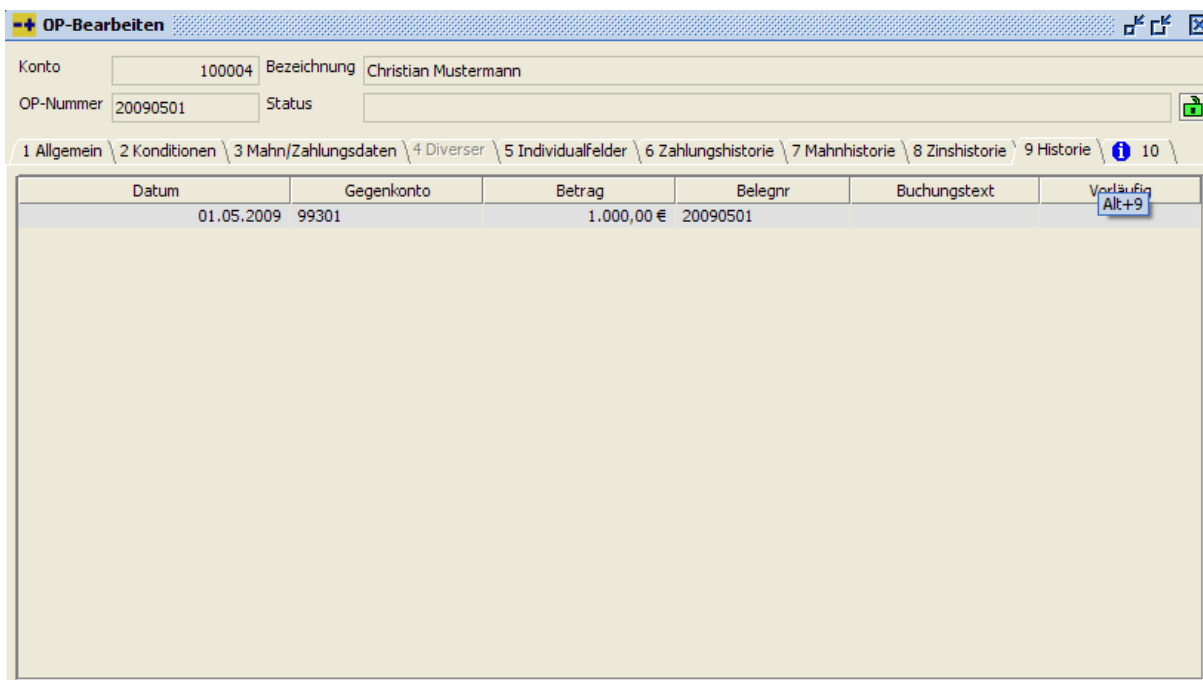 OP-Bearbeiten
Konto 100004 Bezeichnung Christian Mustermann
OP-Nummer 20090501 Status
1 Allgemein 2 Konditionen 3 Mahn/Zahlungsdaten 4 Diverser 5 Individualfelder 6 Zahlungshistorie 7 Mahnhistorie 8 Zinshistorie 9 Historie 10
Datum Gegenkonto Betrag Belegnr Buchungstext Vorläufig
Alt+9
01.05.2009 99301 1.000,00 € 20090501